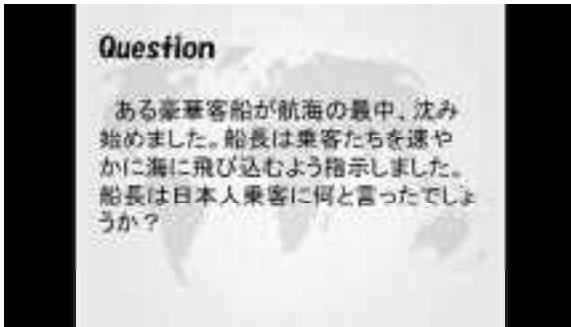 Question
ある豪華客船が航海の最中、沈み
始めました。船長は乗客たちを速や
かに海に飛び込むよう指示しました。
船長は日本人乗客に何と言ったでしょ
うか？